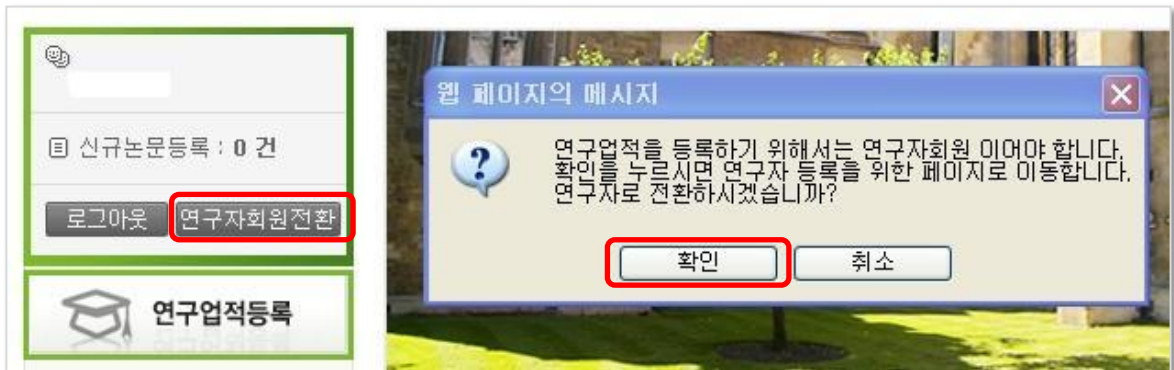 신규논문등록 : 0 건
로그아웃 연구자회원전환
연구업적등록
웹 페이지의 메시지
연구업적을 등록하기 위해서는 연구자회원 이어야 합니다.
확인을 누르시면 연구자 등록을 위한 페이지로 이동합니다.
연구자로 전환하시겠습니까?
확인 취소